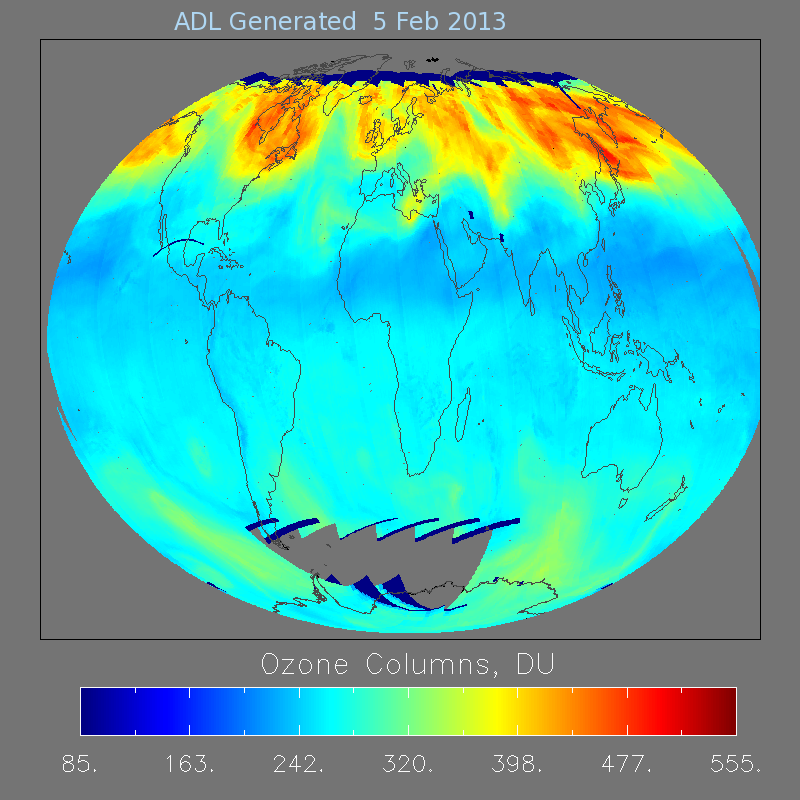 ADL Generated  5 Feb 2013
Ozone Columns, DU
85. 163. 242. 320. 398. 477. 555.